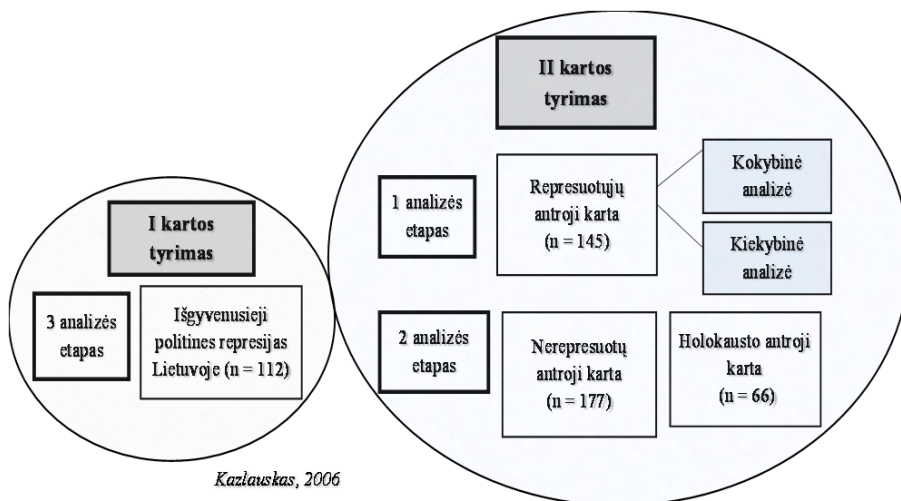 I kartos
tyrimas
3 analizės
etapas
Išgyvenusieji
politines represijas
Lietuvoje (n = 112)
Kazlauskas, 2006
II kartos
tyrimas
1 analizės
etapas
Represuotųjų
antroji karta
(n = 145)
Kokybinė
analizė
Kiekybinė
analizė
2 analizės
etapas
Nerepresuotų
antroji karta
(n = 177)
Holokausto antroji
karta
(n = 66)